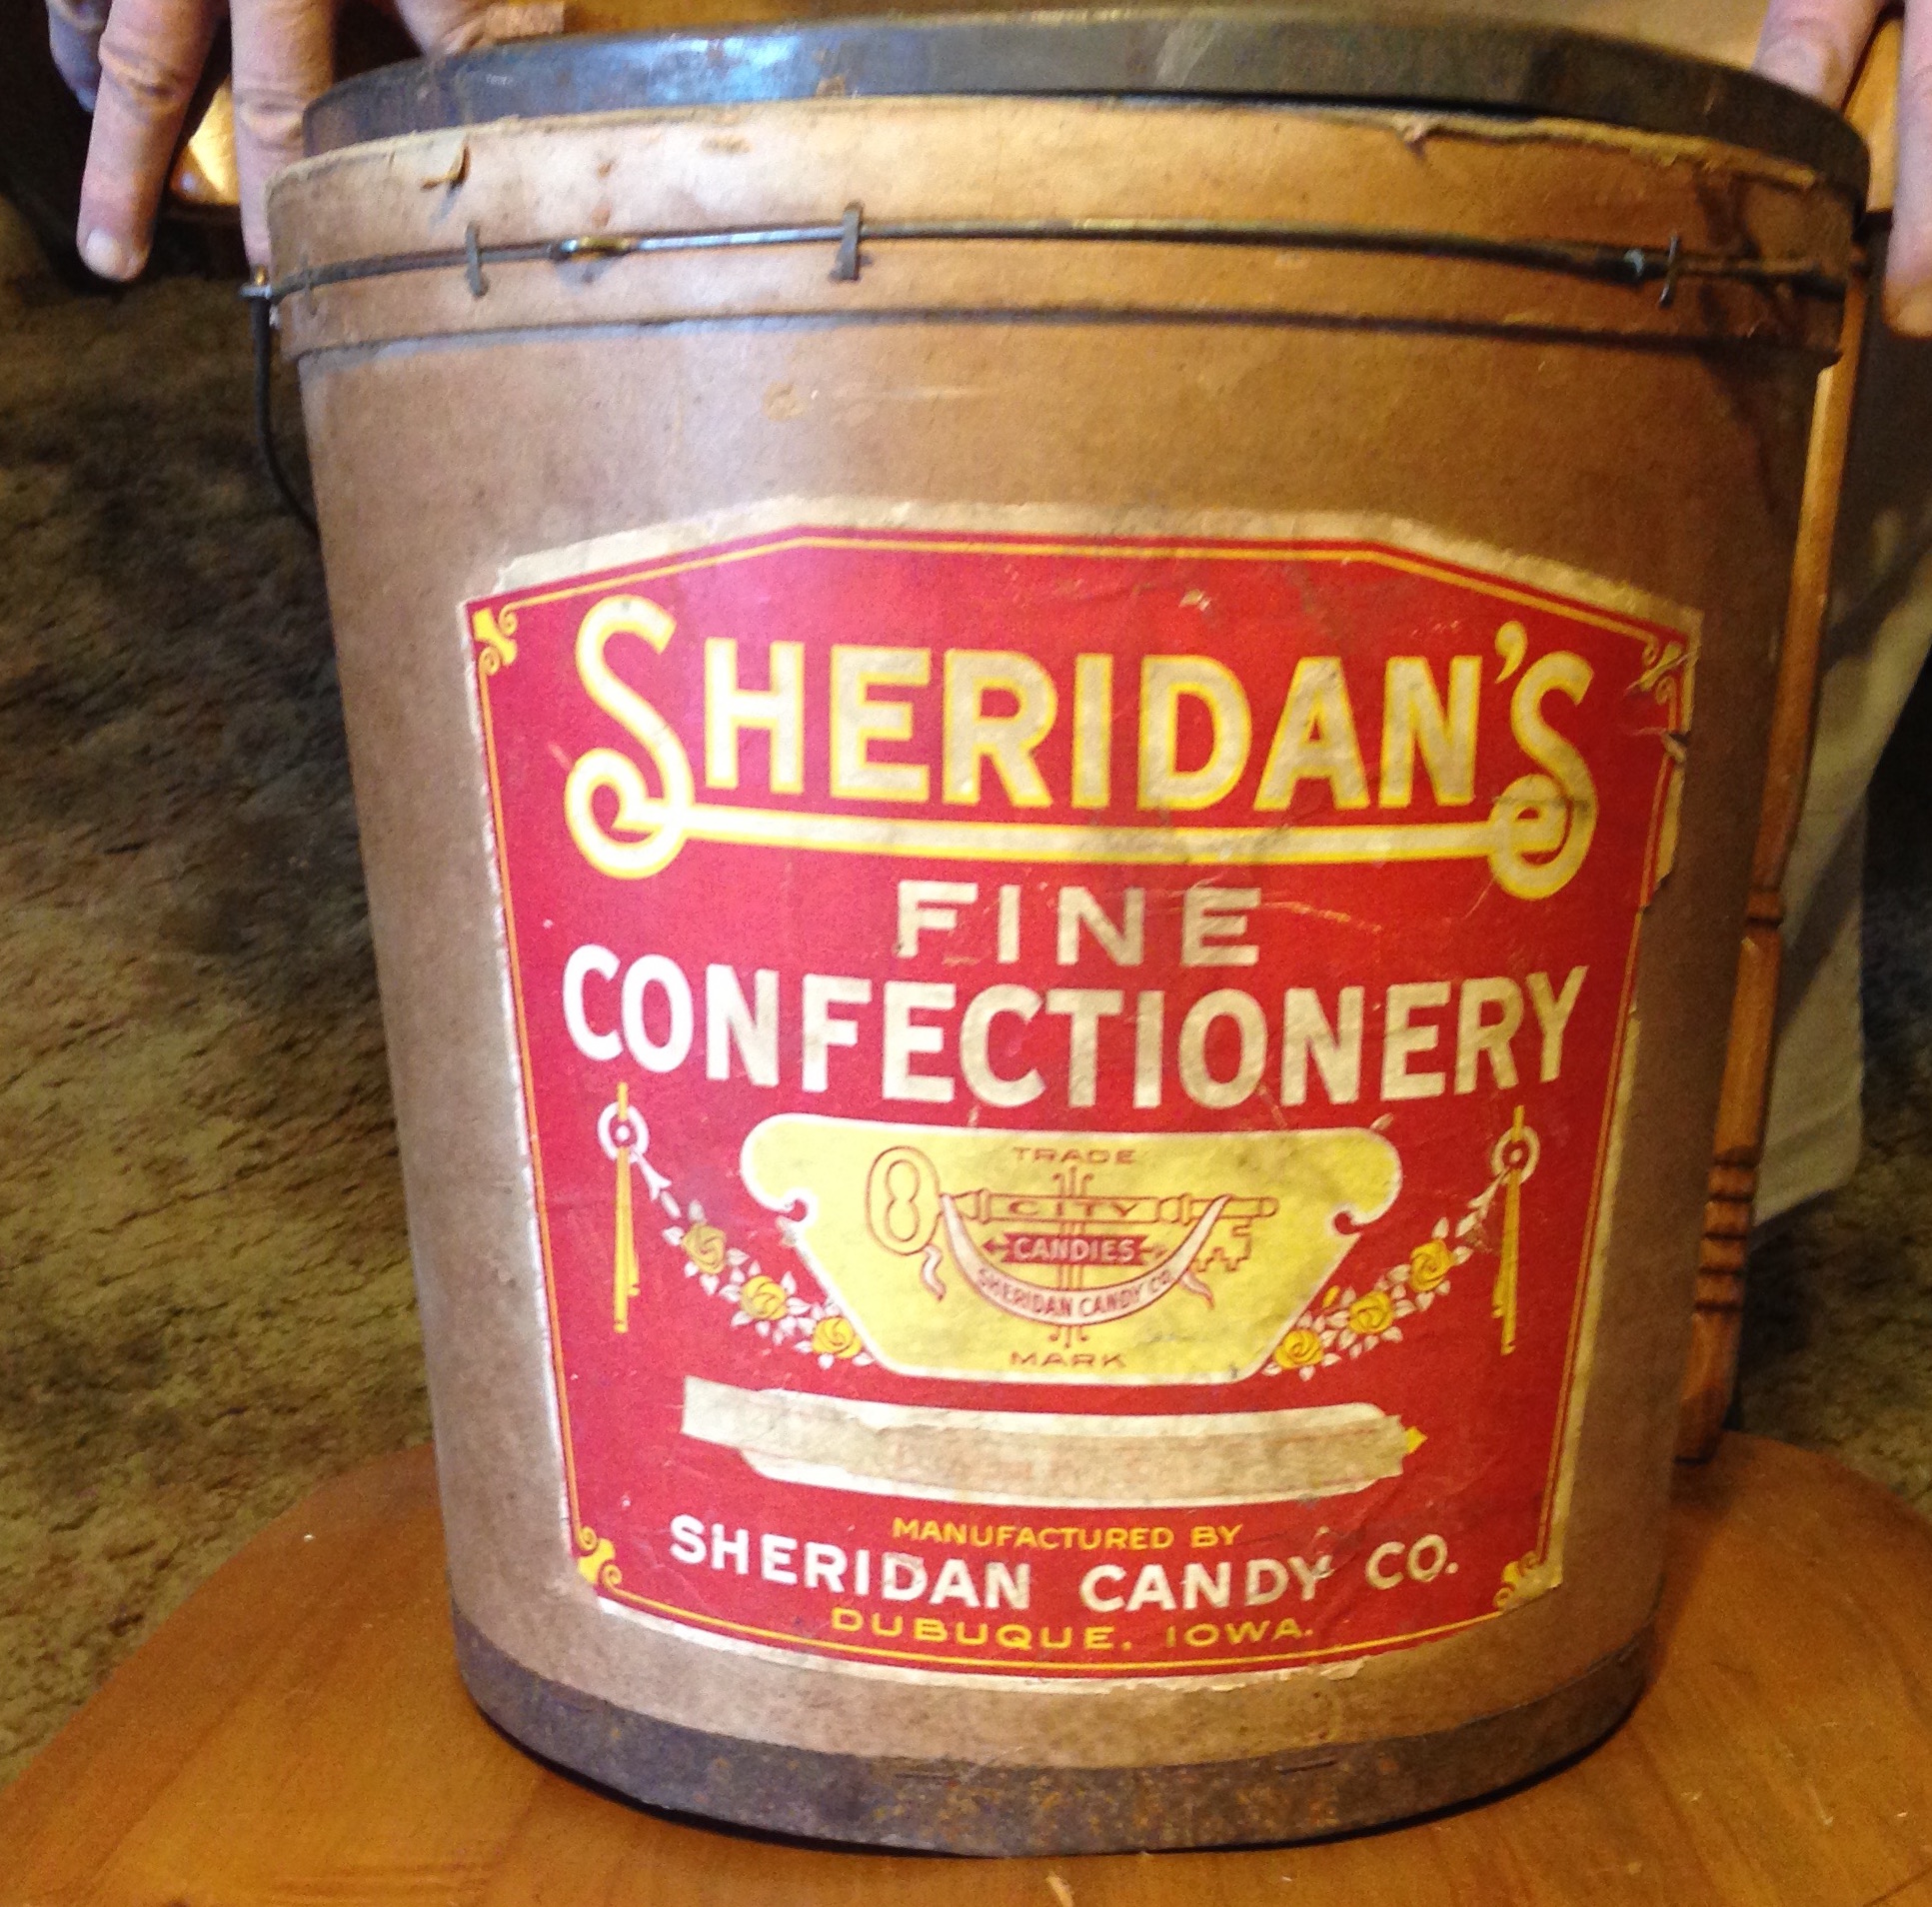 SHERIDAN'S
FINE
CONFECTIONERY
TRADE
CITY
CANDIES
SHERIDAN CANDY CO.
MARK
MANUFACTURED BY
SHERIDAN CANDY CO.
DUBUQUE, IOWA.